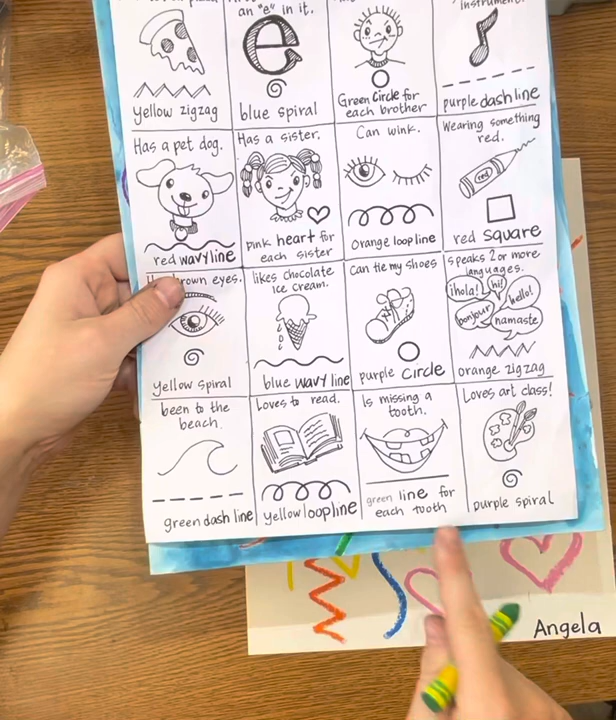 an "e" in it.
instrument.
e
yellow zigzag
blue spiral
Green Circle for
each brother
purple dash line
Has a pet dog.
Has a sister.
Can wink.
Wearing something
red.
red
red wavy line
pink heart for
each sister
orange loop line
red square
brown eyes.
likes chocolate
ice cream.
can tie my shoes
speaks 2 or more
languages.
¡hola!
hi!
hello!
bonjour
namaste
yellow spiral
blue wavy line
purple circle
orange zigzag
been to the
beach.
Loves to read.
Is missing a
tooth.
Loves art class!
green dash line
yellow loop line
green line for
each tooth
purple spiral
Angela